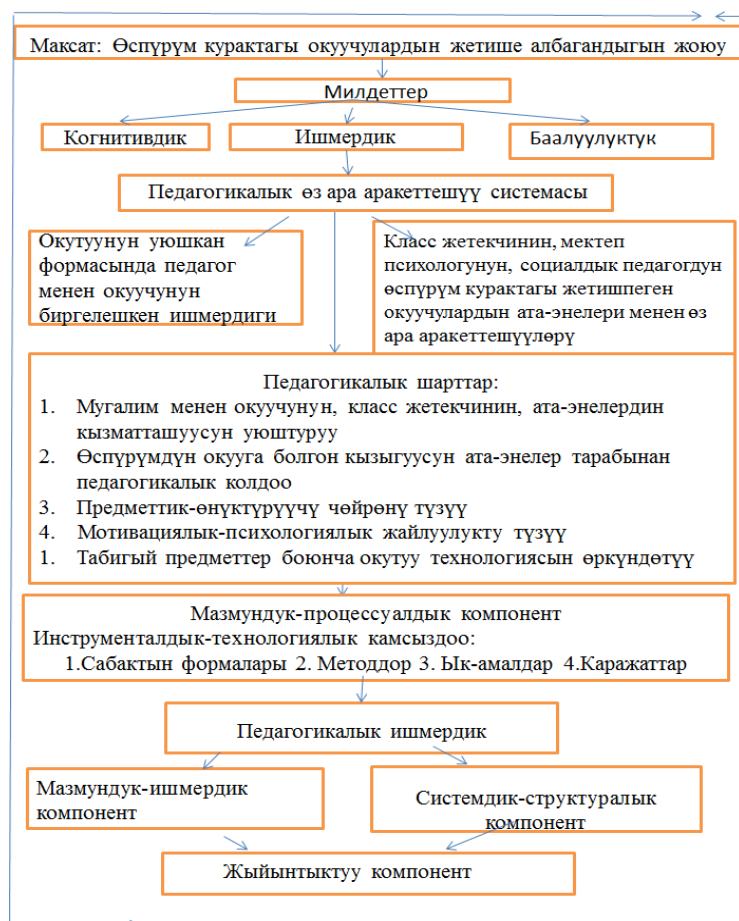 Максат: Өспүрүм курактагы окуучулардын жетише албагандыгын жоюу
Милдеттер
Когнитивдик
Ишмердик
Баалуулуктук
Педагогикалык өз ара аракеттешүү системасы
Окутуунун уюшкан
формасында педагог
менен окуучунун
биргелешкен ишмердиги
Класс жетекчинин, мектеп
психологунун, социалдык педагогдун
өспүрүм курактагы жетишпеген
окуучулардын ата-энелери менен өз
ара аракеттешүүлөрү
Педагогикалык шарттар:
1. Мугалим менен окуучунун, класс жетекчинин, ата-энелердин
кызматташуусун уюштуруу
2. Өспүрүмдүн окууга болгон кызыгуусун ата-энелер тарабынан
педагогикалык колдоо
3. Предметтик-өнүктүрүүчү чөйрөнү түзүү
4. Мотивациялык-психологиялык жайлуулукту түзүү
1. Табигый предметтер боюнча окутуу технологиясын өркүндөтүү
Мазмундук-процессуалдык компонент
Инструменталдык-технологиялык камсыздоо:
1.Сабактын формалары 2. Методдор 3. Ык-амалдар 4.Каражаттар
Педагогикалык ишмердик
Мазмундук-ишмердик
компонент
Системдик-структуралык
компонент
Жыйынтыктуу компонент